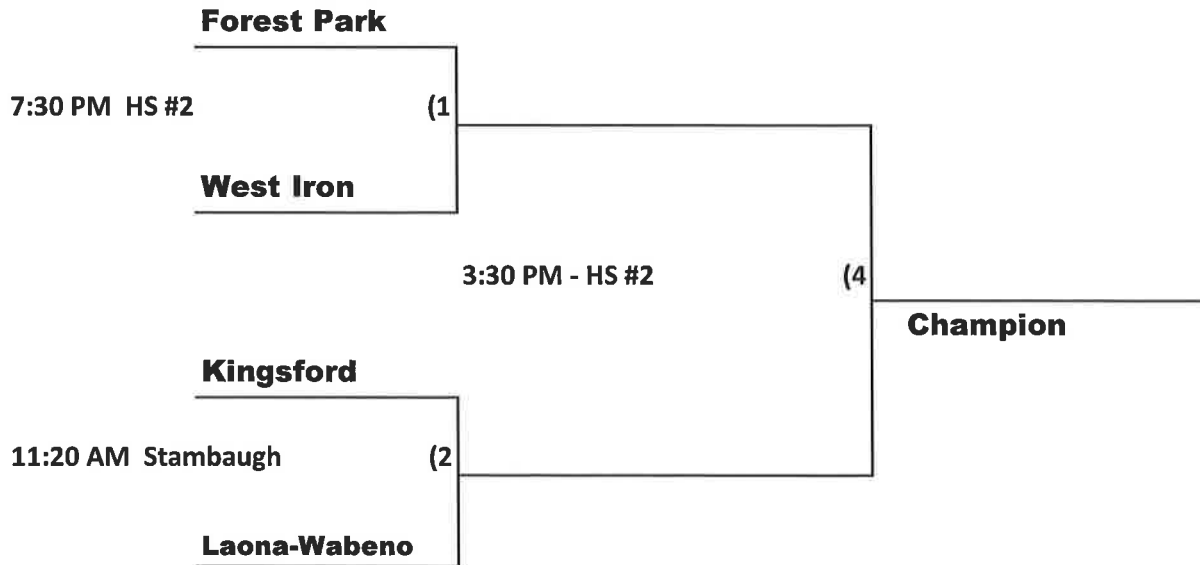 Forest Park
7:30 PM HS #2 (1
West Iron
3:30 PM - HS #2 (4
Champion
Kingsford
11:20 AM Stambaugh (2
Laona-Wabeno